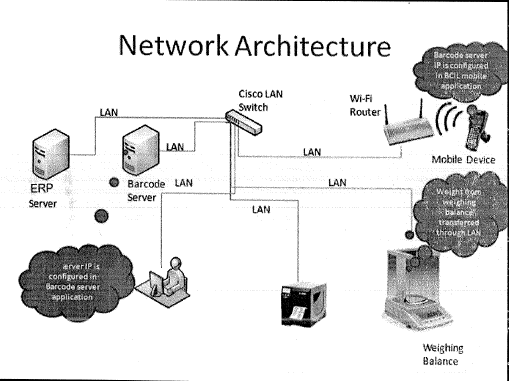 Network Architecture
Barcode server
IP is configured
in BCIL mobile
application
Cisco LAN
Switch
Wi-Fi
Router
LAN
LAN
LAN
Mobile Device
ERP
Server
Barcode
Server
LAN
LAN
LAN
Weight from
weighing
balance
transferred
through LAN
erver IP is
configured in
Barcode server
application
Weighing
Balance